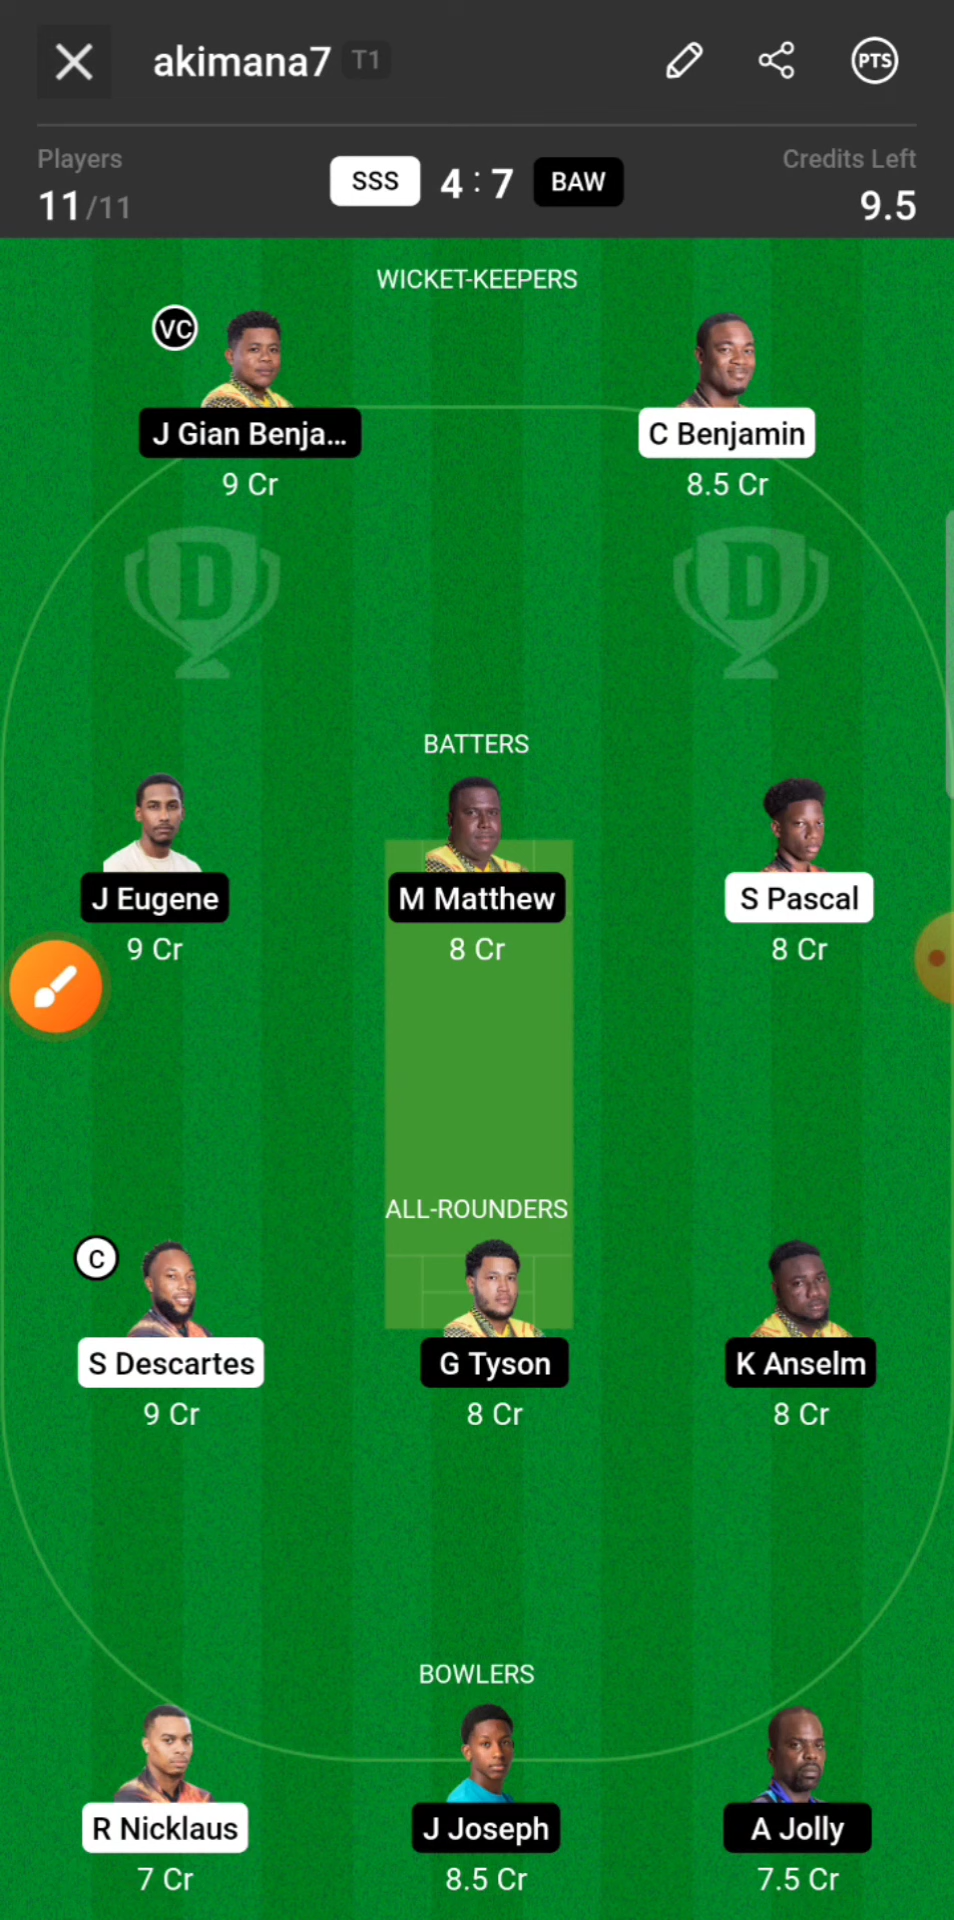 akimana7 T1 PTS
Players
Credits Left
11/11
SSS 4 : 7 BAW
9.5
WICKET-KEEPERS
VC
J Gian Benja...
C Benjamin
9 Cr
8.5 Cr
D D
BATTERS
J Eugene
M Matthew
S Pascal
9 Cr
8 Cr
8 Cr
ALL-ROUNDERS
C
S Descartes
G Tyson
K Anselm
9 Cr
8 Cr
8 Cr
BOWLERS
R Nicklaus
J Joseph
A Jolly
7 Cr
8.5 Cr
7.5 Cr